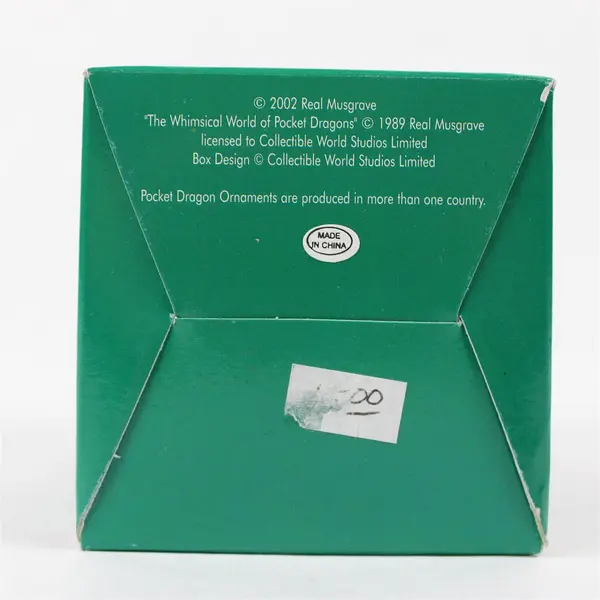 © 2002 Real Musgrave
"The Whimsical World of Pocket Dragons" © 1989 Real Musgrave
licensed to Collectible World Studios Limited
Box Design © Collectible World Studios Limited
Pocket Dragon Ornaments are produced in more than one country.
MADE
IN CHINA
00